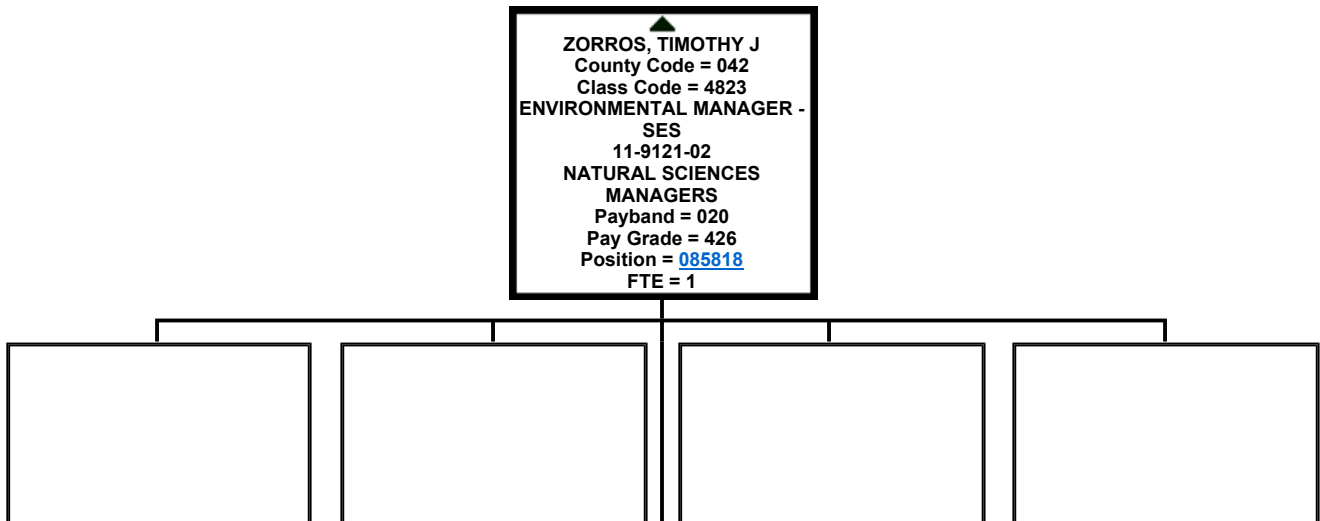 ZORROS, TIMOTHY J
County Code = 042
Class Code = 4823
ENVIRONMENTAL MANAGER -
SES
11-9121-02
NATURAL SCIENCES
MANAGERS
Payband = 020
Pay Grade = 426
Position = 085818
FTE = 1